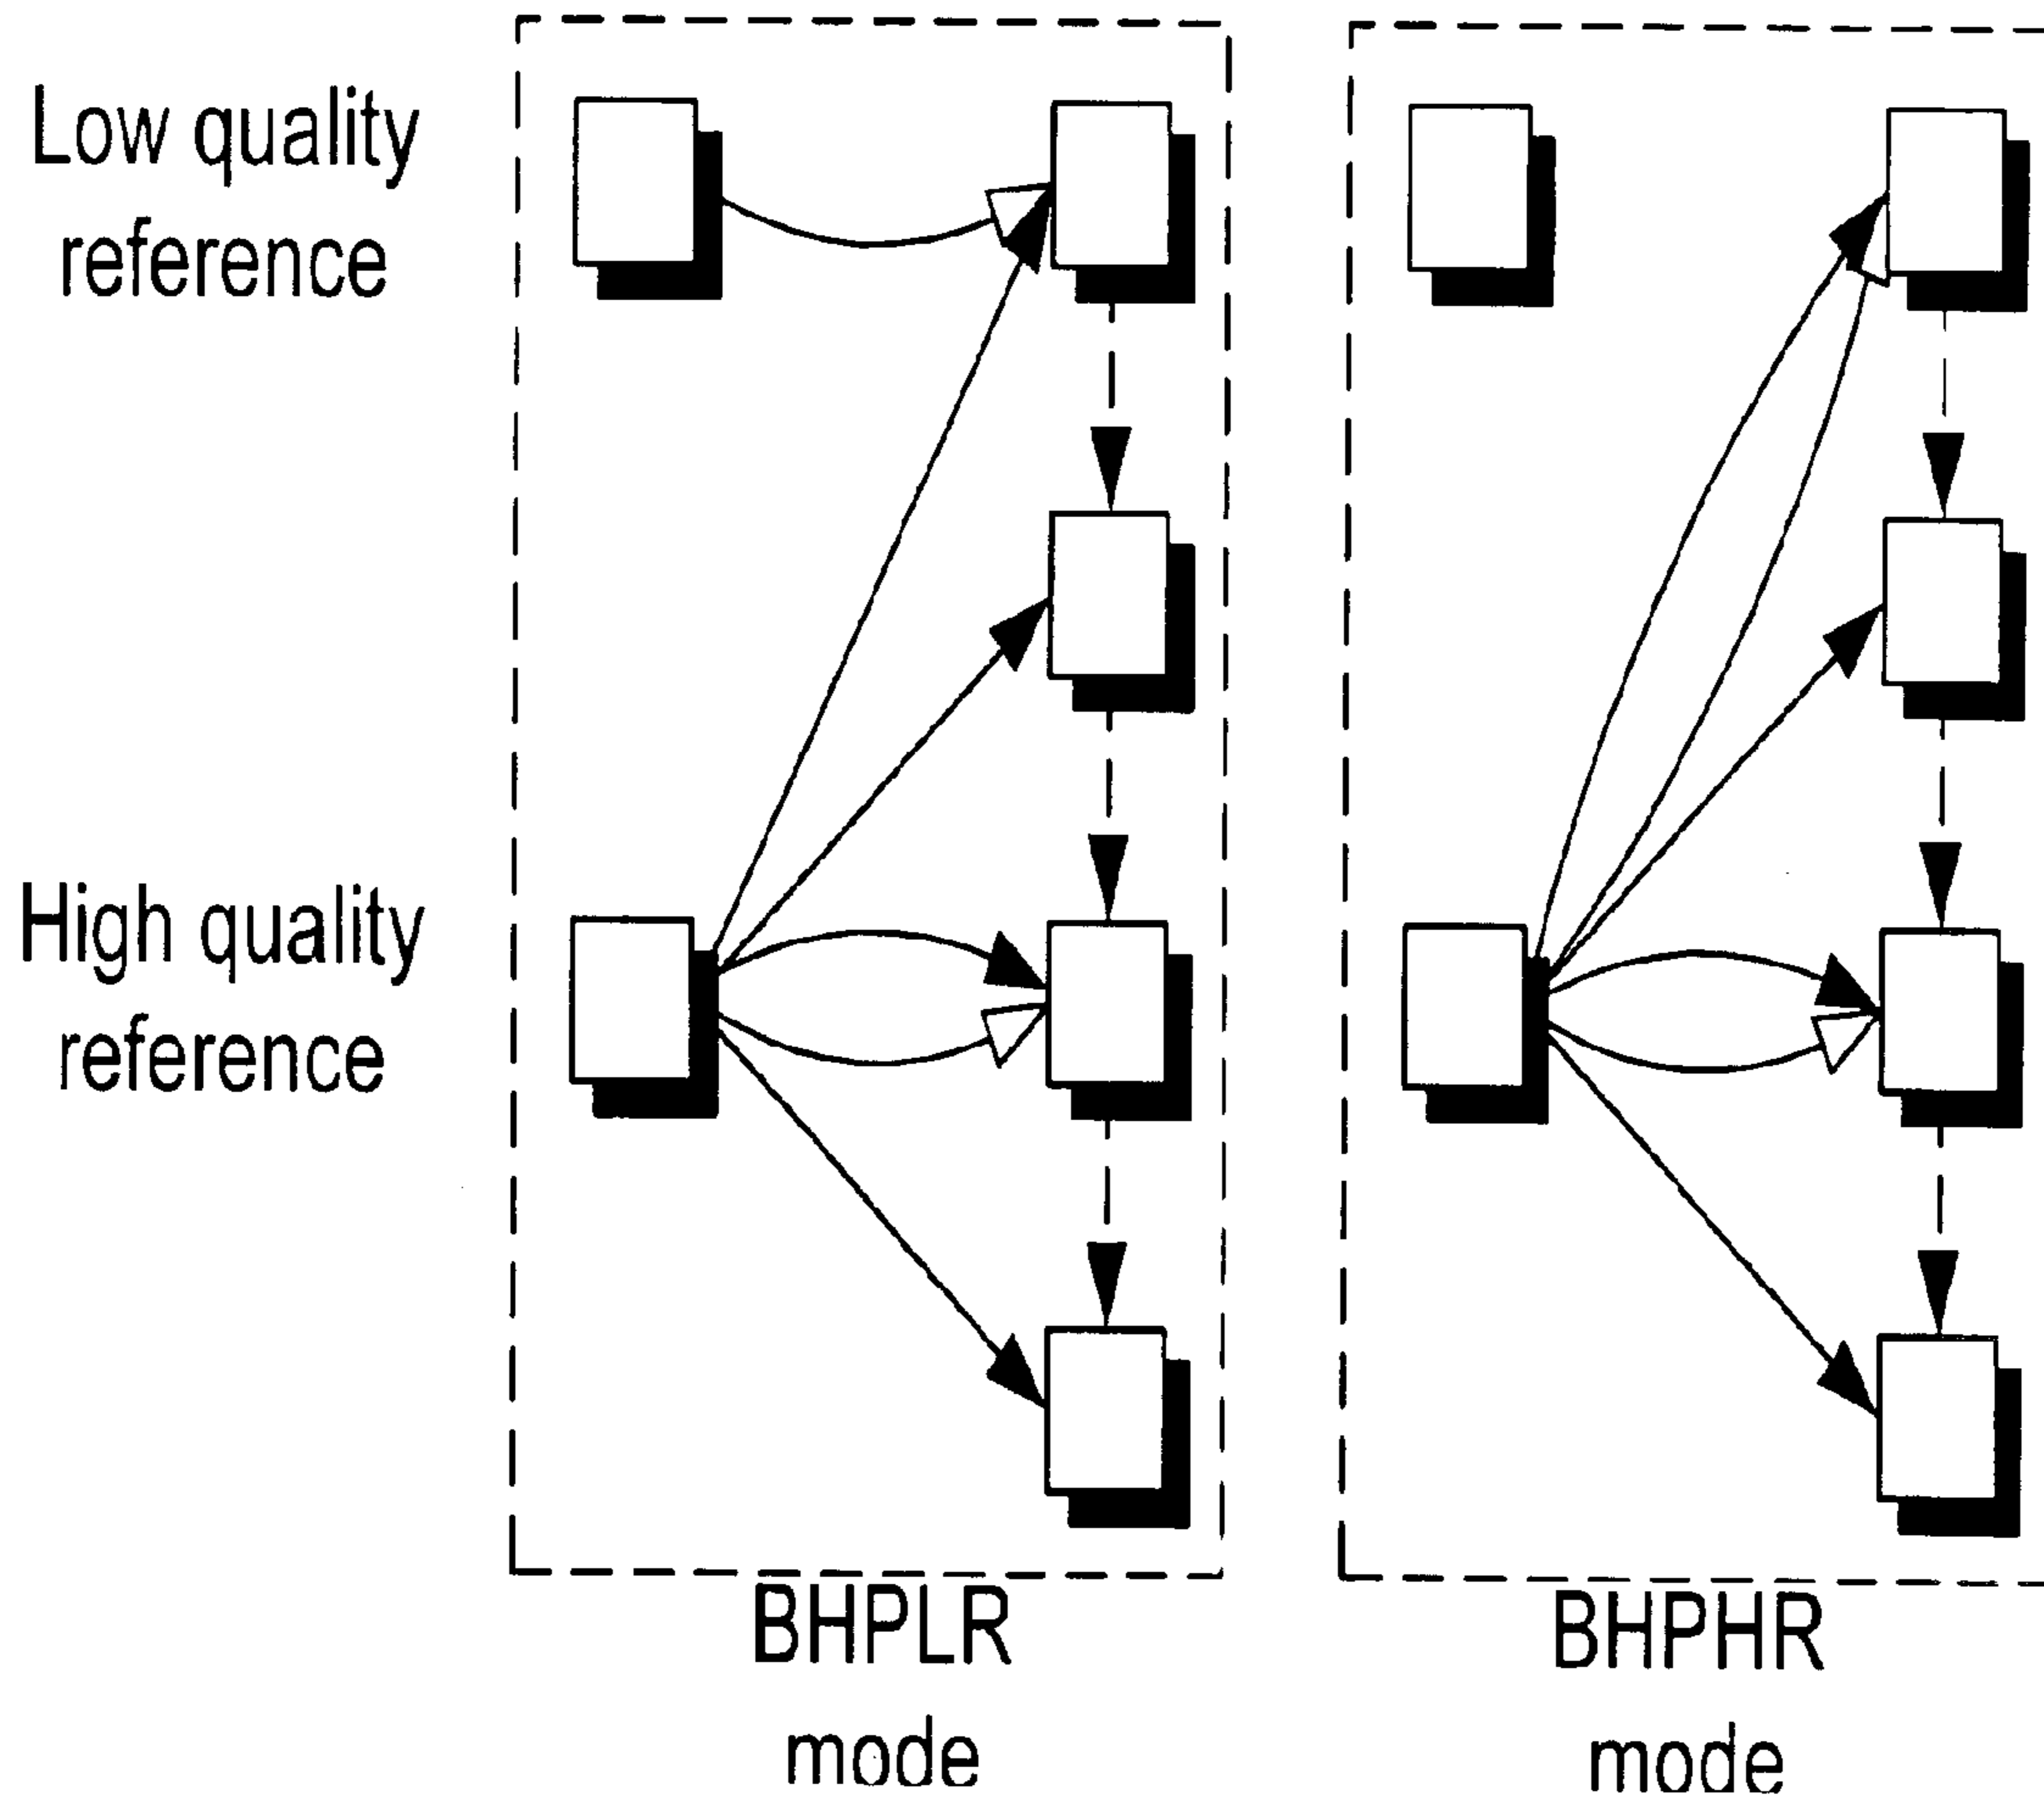 Low quality
reference
High quality
reference
BHPLR
mode
BHPHR
mode